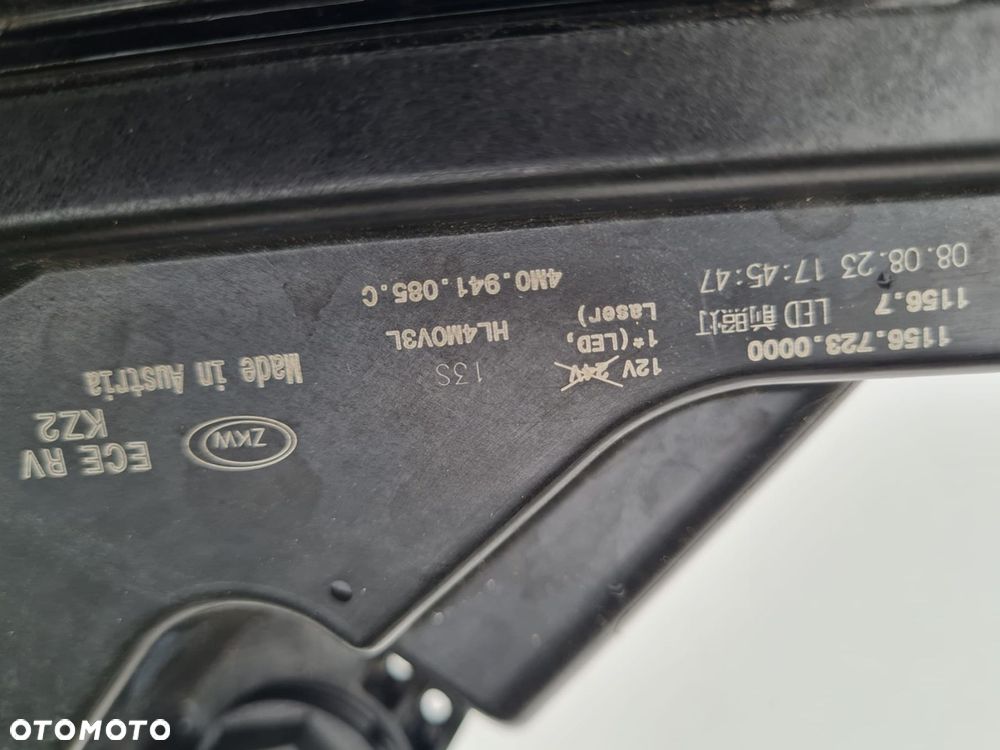 1156.723.0000
1156.7
LED 前照灯
08.08.23 17:45:47
12V 24V
1*(LED,
Laser)
4M0.941.085.C
13S
HL4M0V3L
ZKW
Made in Austria
ECE RV
KZ2
OTOMOTO